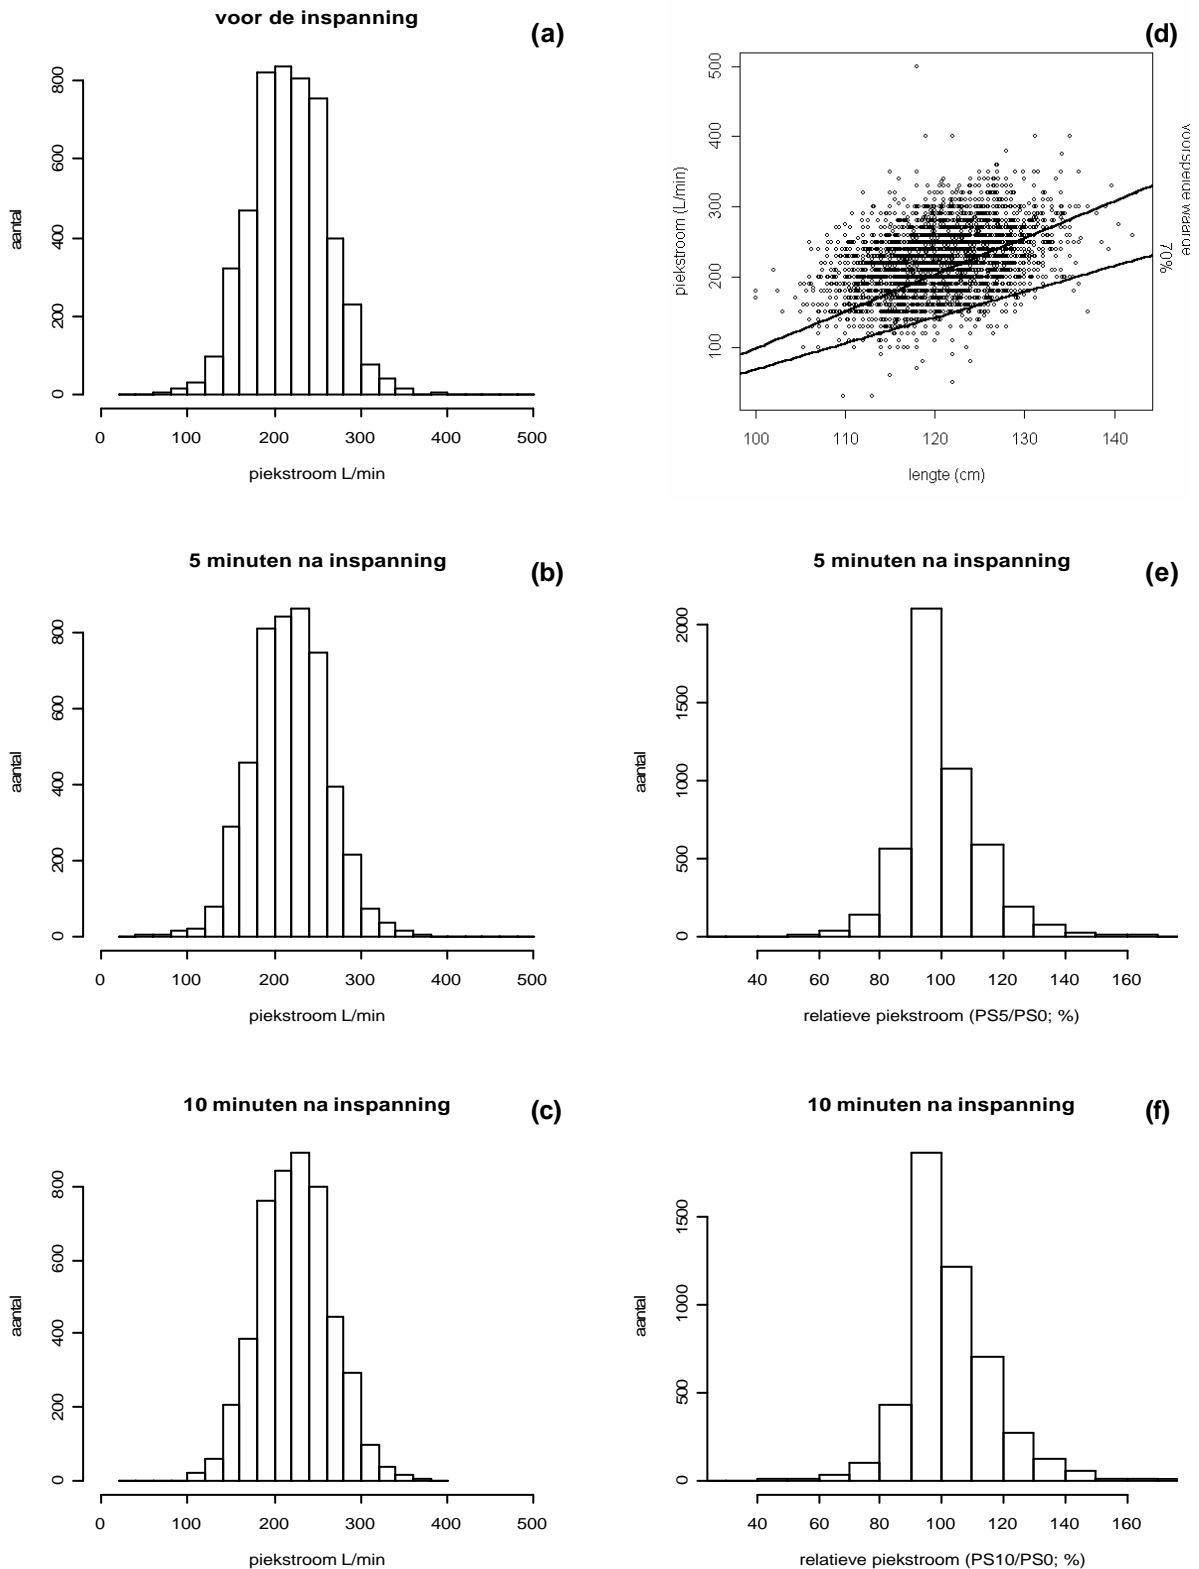 voor de inspanning
(a)
aantal
0
200
400
600
800
0 100 200 300 400 500
piekstroom L/min
(d)
piekstroom (L/min)
100
200
300
400
500
100 110 120 130 140
lengte (cm)
voorspelde waarde
70%
5 minuten na inspanning
(b)
aantal
0
200
400
600
800
0 100 200 300 400 500
piekstroom L/min
5 minuten na inspanning
(e)
aantal
0
500
1000
1500
2000
40 60 80 100 120 140 160
relatieve piekstroom (PS5/PS0; %)
10 minuten na inspanning
(c)
aantal
0
200
400
600
800
0 100 200 300 400 500
piekstroom L/min
10 minuten na inspanning
(f)
aantal
0
500
1000
1500
40 60 80 100 120 140 160
relatieve piekstroom (PS10/PS0; %)